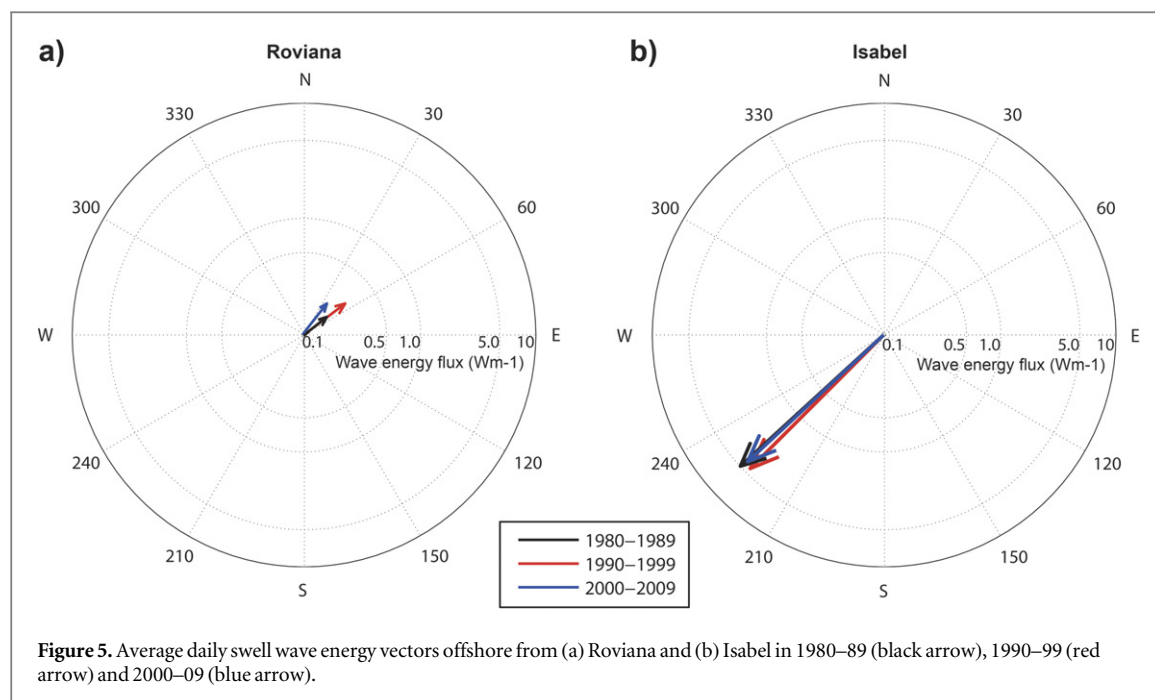 a)
Roviana
N
330
30
300
60
W
E
0.1
0.5
1.0
5.0
10
Wave energy flux (Wm-1)
240
120
210
150
S
b)
Isabel
N
330
30
300
60
W
E
0.1
0.5
1.0
5.0
10
Wave energy flux (Wm-1)
240
120
210
150
S
1980–1989
1990–1999
2000–2009
Figure 5. Average daily swell wave energy vectors offshore from (a) Roviana and (b) Isabel in 1980–89 (black arrow), 1990–99 (red
arrow) and 2000–09 (blue arrow).